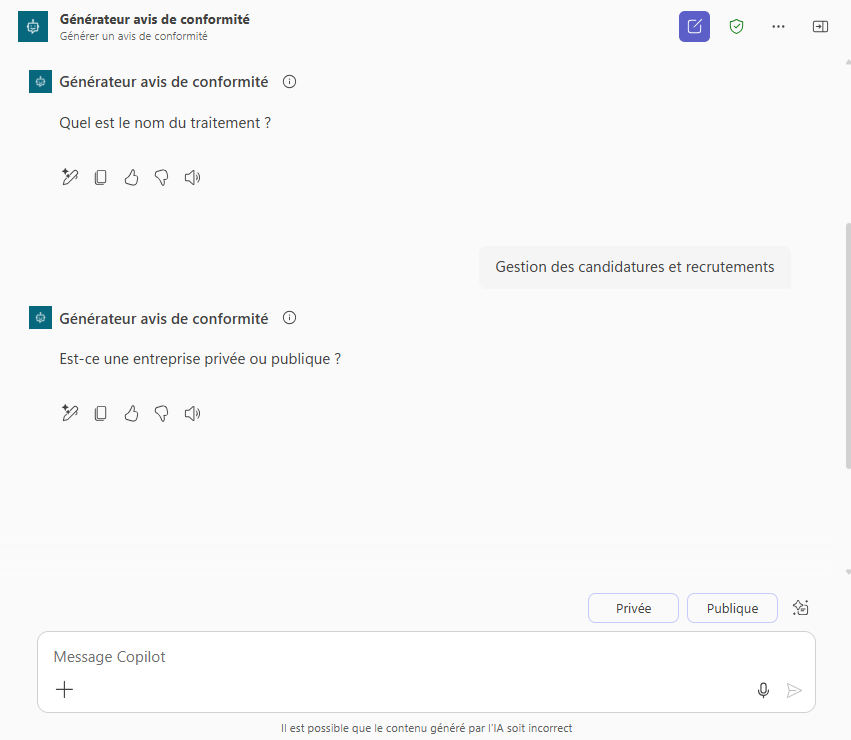 Générateur avis de conformité
Générer un avis de conformité
Générateur avis de conformité
Quel est le nom du traitement ?
Gestion des candidatures et recrutements
Générateur avis de conformité
Est-ce une entreprise privée ou publique ?
Privée
Publique
Message Copilot
Il est possible que le contenu généré par l'IA soit incorrect